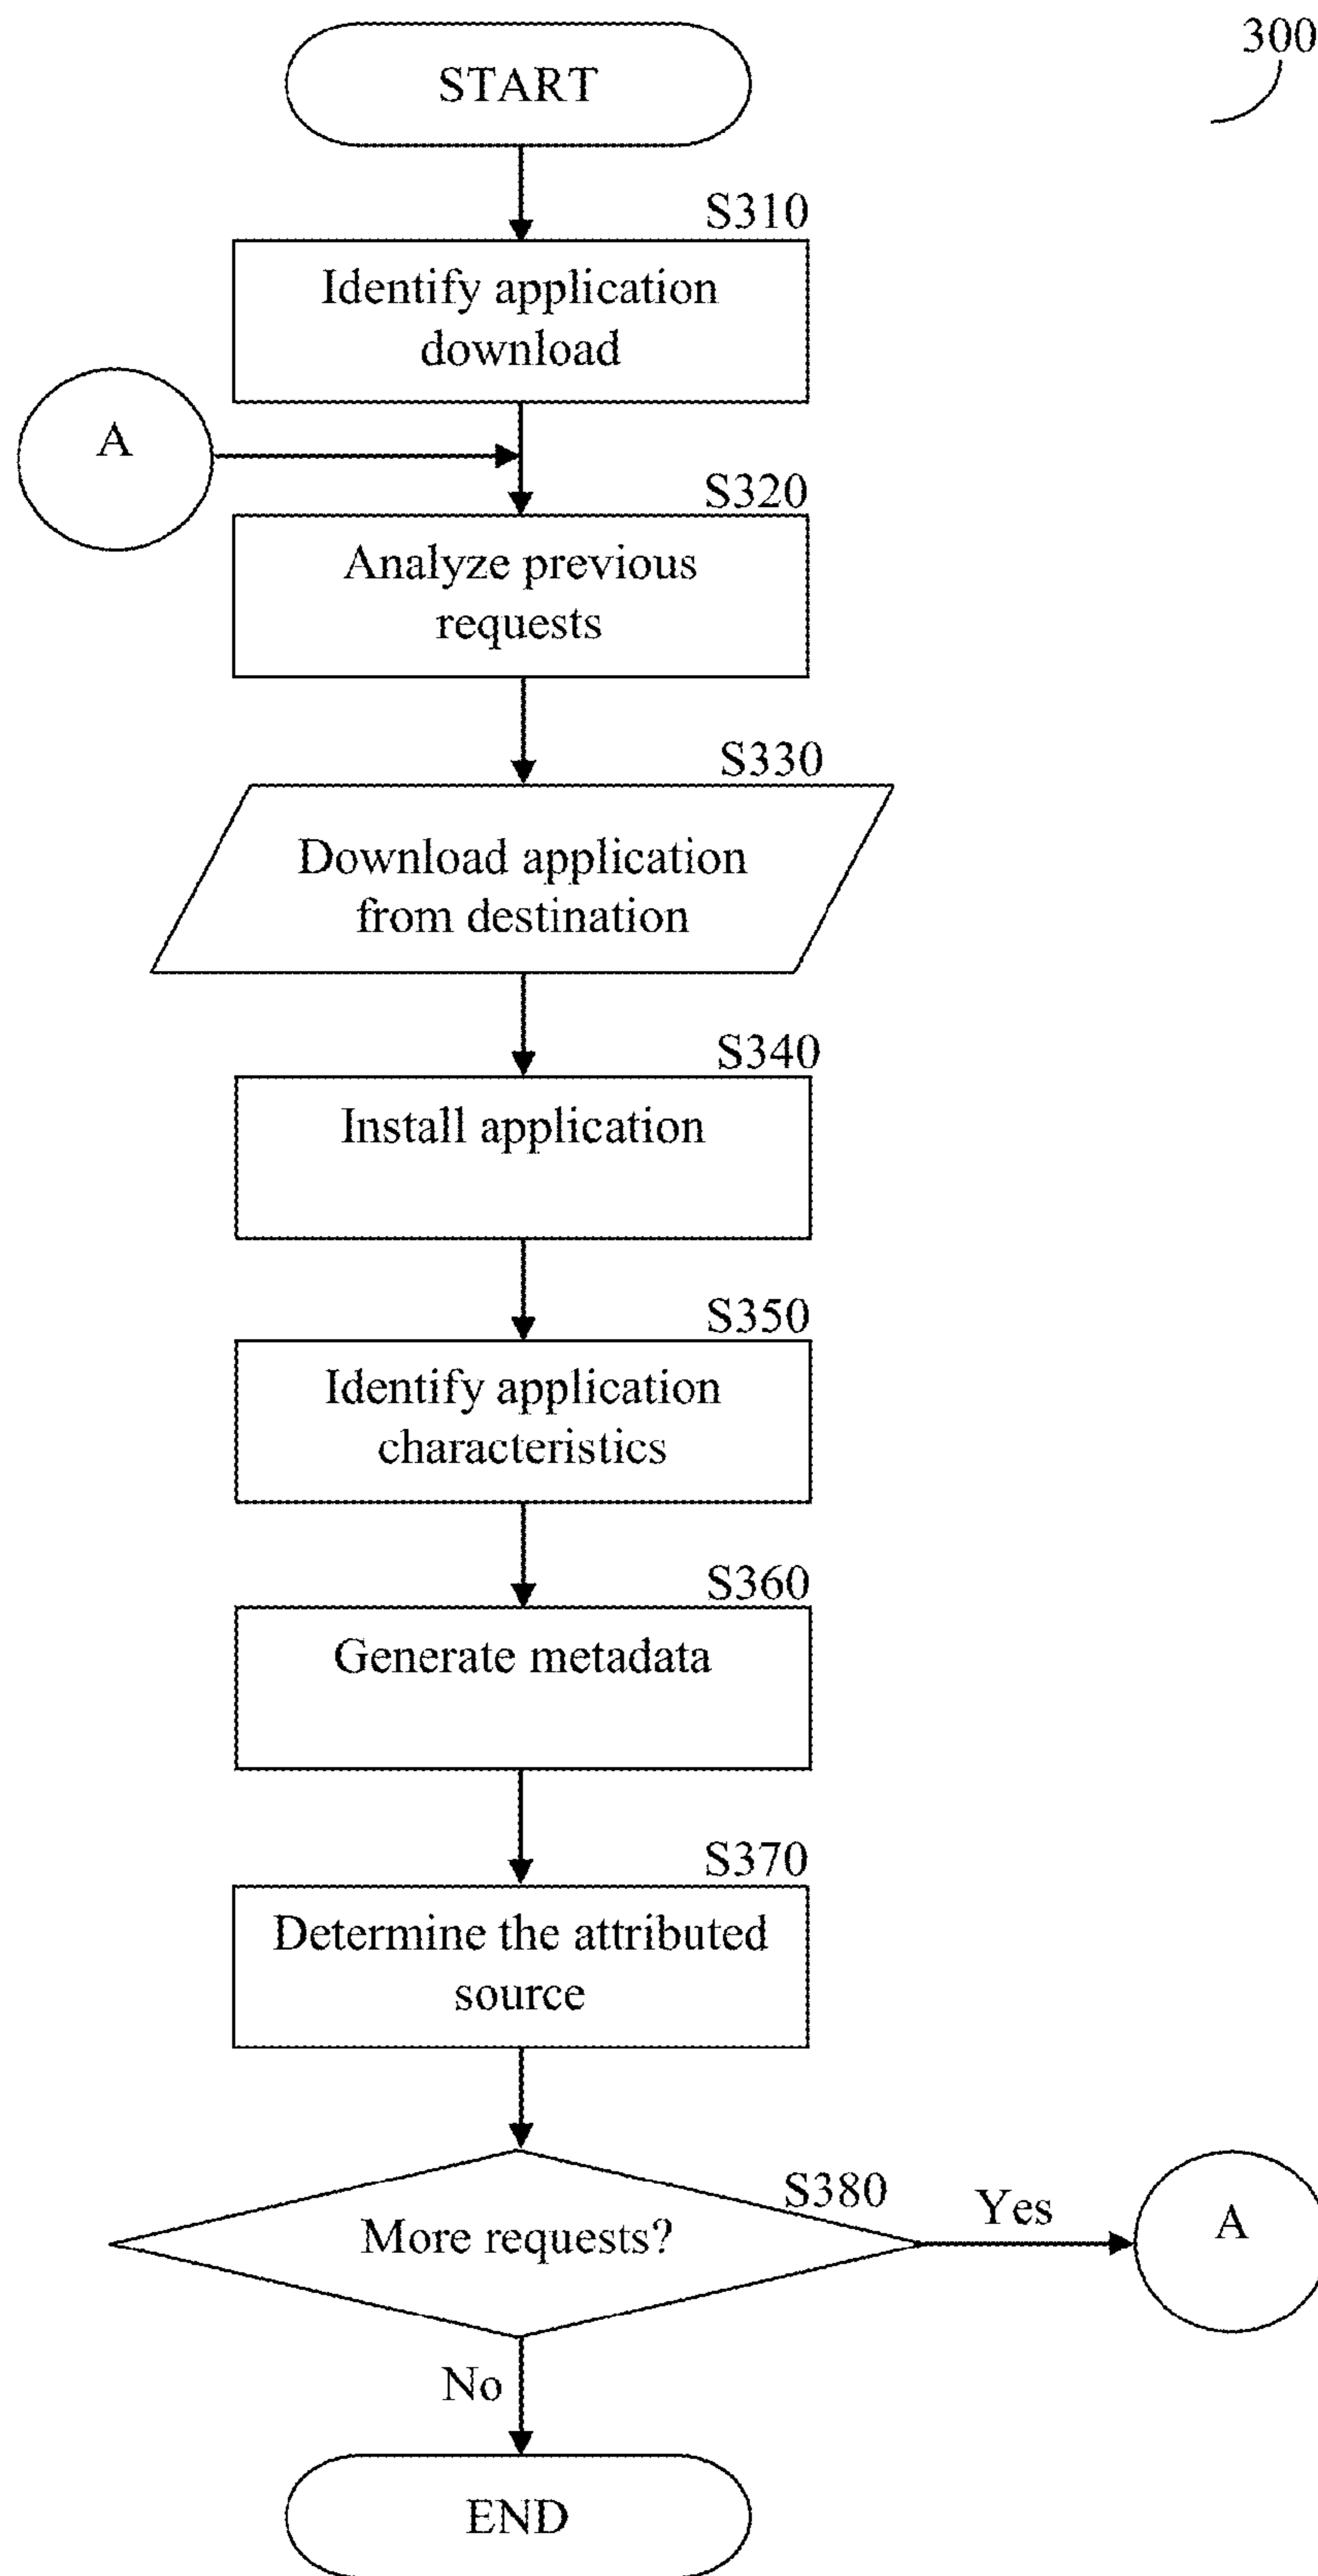 300
START
S310
Identify application
download
A
S320
Analyze previous
requests
S330
Download application
from destination
S340
Install application
S350
Identify application
characteristics
S360
Generate metadata
S370
Determine the attributed
source
S380
More requests?
Yes
A
No
END